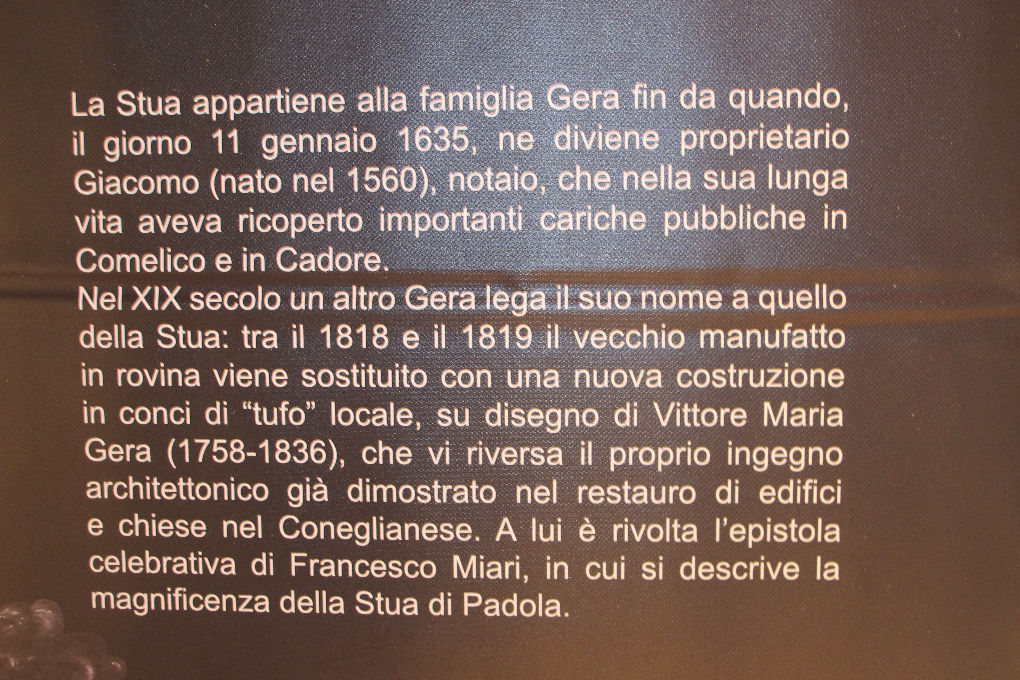 La Stua appartiene alla famiglia Gera fin da quando,
il giorno 11 gennaio 1635, ne diviene proprietario
Giacomo (nato nel 1560), notaio, che nella sua lunga
vita aveva ricoperto importanti cariche pubbliche in
Comelico e in Cadore.
Nel XIX secolo un altro Gera lega il suo nome a quello
della Stua: tra il 1818 e il 1819 il vecchio manufatto
in rovina viene sostituito con una nuova costruzione
in conci di “tufo” locale, su disegno di Vittore Maria
Gera (1758-1836), che vi riversa il proprio ingegno
architettonico già dimostrato nel restauro di edifici
e chiese nel Coneglianese. A lui è rivolta l’epistola
celebrativa di Francesco Miari, in cui si descrive la
magnificenza della Stua di Padola.